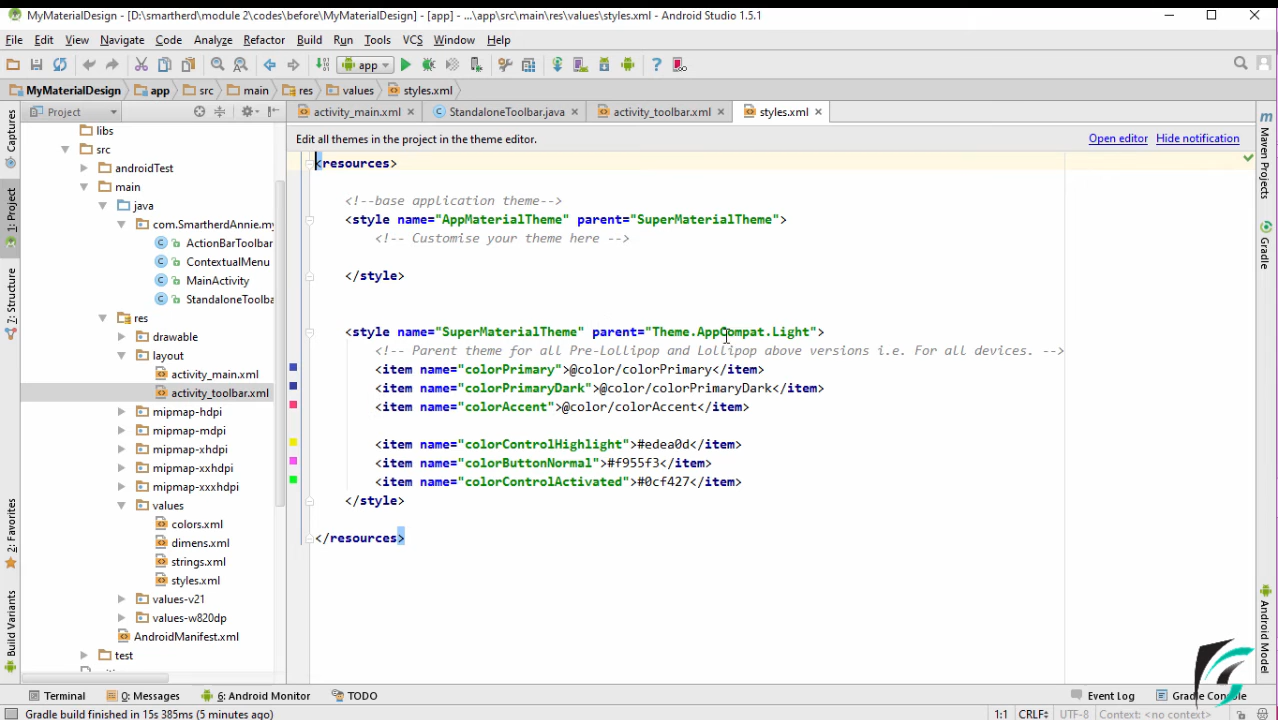 MyMaterialDesign - [D:\smartherd\module 2\codes\before\MyMaterialDesign] - [app] - ...\app\src\main\res\values\styles.xml - Android Studio 1.5.1
File Edit View Navigate Code Analyze Refactor Build Run Tools VCS Window Help
app
MyMaterialDesign app src main res values styles.xml
Project
activity_main.xml StandaloneToolbar.java activity_toolbar.xml styles.xml
Edit all themes in the project in the theme editor. Open editor Hide notification
Captures
1: Project
7: Structure
2: Favorites
Build Variants
libs
src
androidTest
main
java
com.SmartherdAnnie.my
ActionBarToolbar
ContextualMenu
MainActivity
StandaloneToolba
res
drawable
layout
activity_main.xml
activity_toolbar.xml
mipmap-hdpi
mipmap-mdpi
mipmap-xhdpi
mipmap-xxhdpi
mipmap-xxxhdpi
values
colors.xml
dimens.xml
strings.xml
styles.xml
values-v21
values-w820dp
AndroidManifest.xml
test
<resources>
<!--base application theme-->
<style name="AppMaterialTheme" parent="SuperMaterialTheme">
<!-- Customise your theme here -->
</style>
<style name="SuperMaterialTheme" parent="Theme.AppCompat.Light">
<!-- Parent theme for all Pre-Lollipop and Lollipop above versions i.e. For all devices. -->
<item name="colorPrimary">@color/colorPrimary</item>
<item name="colorPrimaryDark">@color/colorPrimaryDark</item>
<item name="colorAccent">@color/colorAccent</item>
<item name="colorControlHighlight">#edea0d</item>
<item name="colorButtonNormal">#f955f3</item>
<item name="colorControlActivated">#0cf427</item>
</style>
</resources>
m
Maven Projects
Gradle
Android Model
Terminal 0: Messages 6: Android Monitor TODO Event Log Gradle Console
Gradle build finished in 15s 385ms (5 minutes ago) 1:1 CRLF UTF-8 Context: <no context>